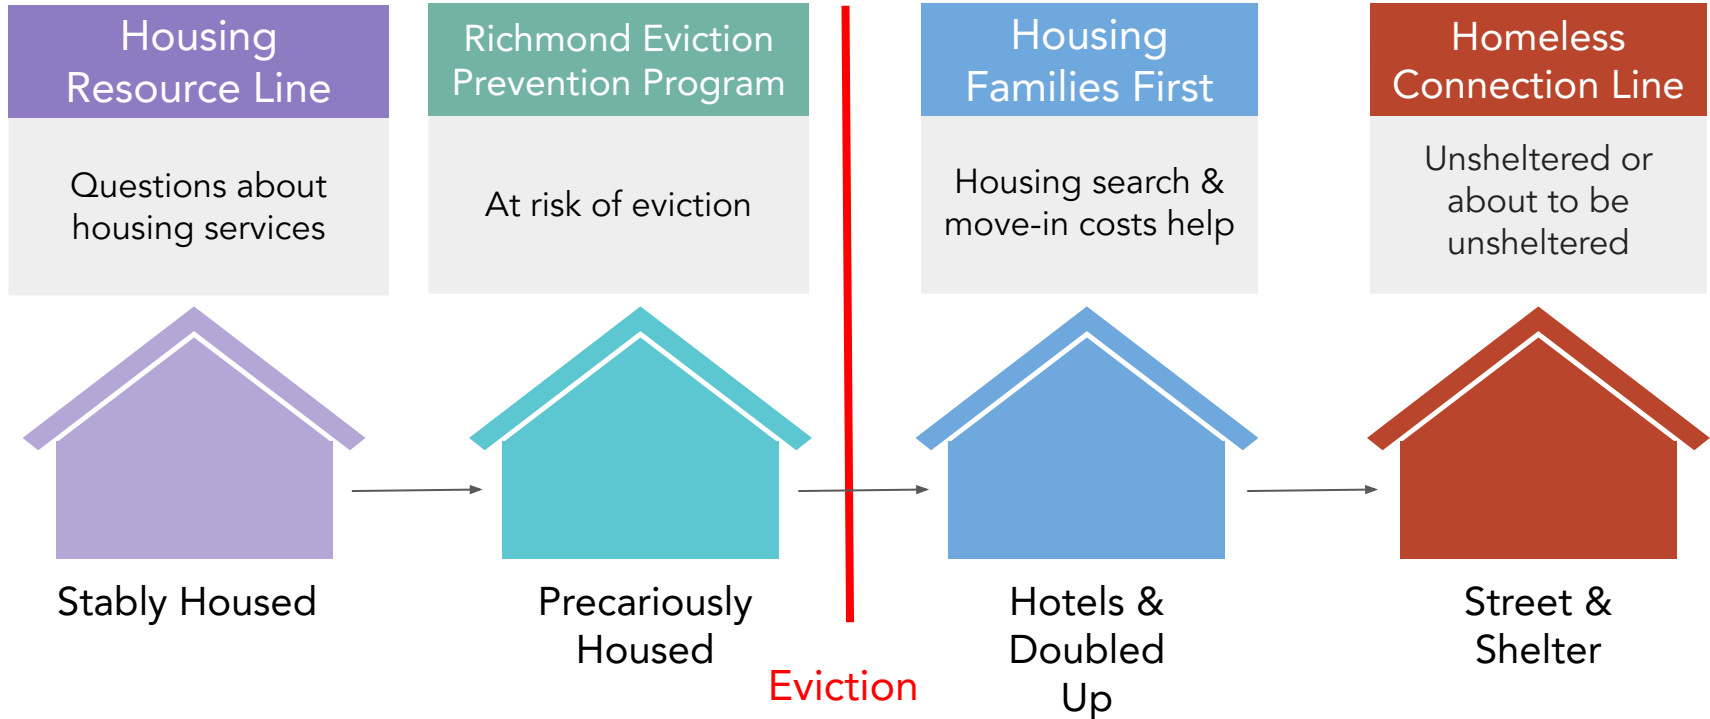 Housing
Resource Line
Questions about
housing services
Stably Housed
Richmond Eviction
Prevention Program
At risk of eviction
Precariously
Housed
Eviction
Housing
Families First
Housing search &
move-in costs help
Hotels &
Doubled
Up
Homeless
Connection Line
Unsheltered or
about to be
unsheltered
Street &
Shelter